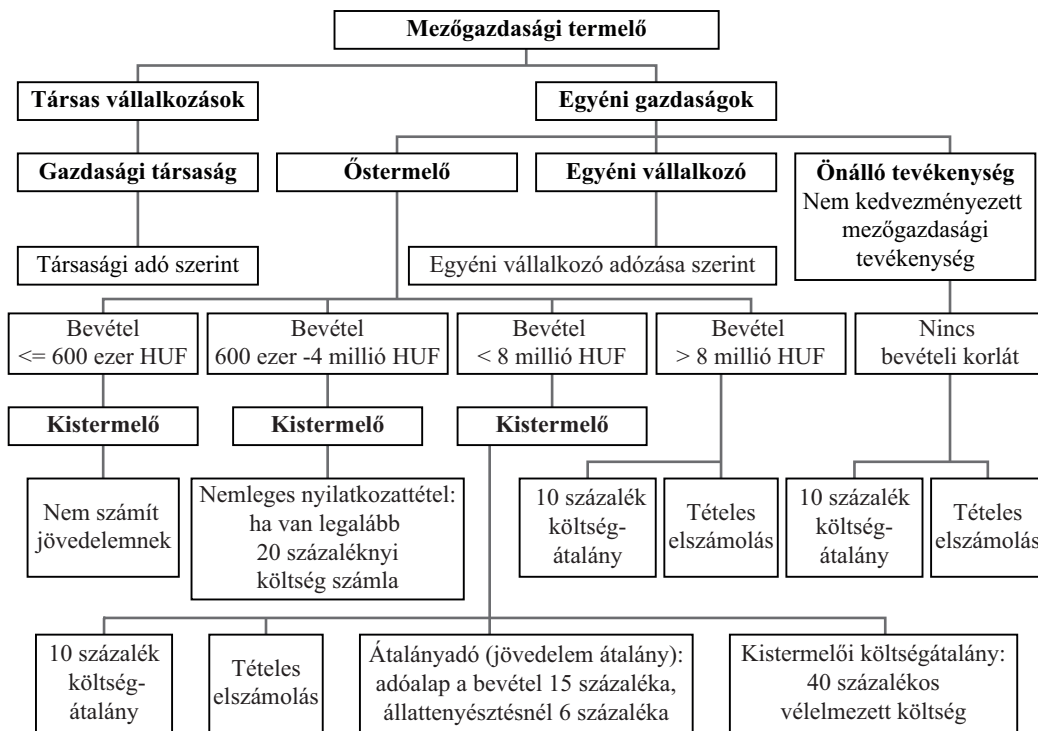 Mezőgazdasági termelő
Társas vállalkozások
Egyéni gazdaságok
Gazdasági társaság
Őstermelő
Egyéni vállalkozó
Önálló tevékenység
Nem kedvezményezett
mezőgazdasági
tevékenység
Társasági adó szerint
Egyéni vállalkozó adózása szerint
Bevétel
<= 600 ezer HUF
Bevétel
600 ezer -4 millió HUF
Bevétel
< 8 millió HUF
Bevétel
> 8 millió HUF
Nincs
bevételi korlát
Kistermelő
Kistermelő
Kistermelő
Nem számít
jövedelemnek
Nemleges nyilatkozattétel:
ha van legalább
20 százaléknyi
költség számla
10 százalék
költség-
átalány
Tételes
elszámolás
10 százalék
költség-
átalány
Tételes
elszámolás
10 százalék
költség-
átalány
Tételes
elszámolás
Átalányadó (jövedelem átalány):
adóalap a bevétel 15 százaléka,
állattenyésztésnél 6 százaléka
Kistermelői költségátalány:
40 százalékos
vélelmezett költség